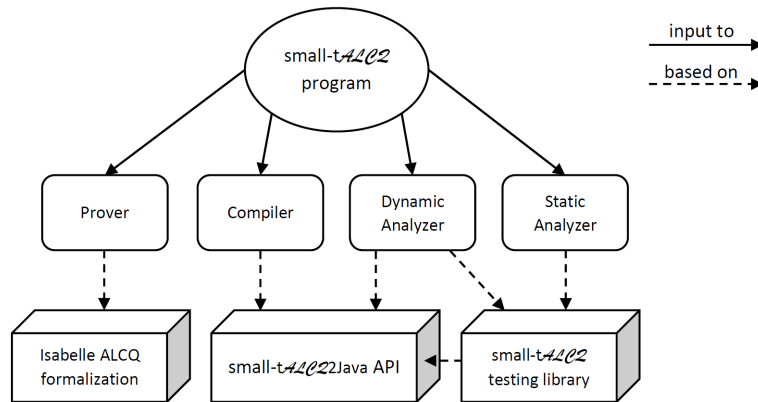 small-tALCQ
program
input to
based on
Prover
Compiler
Dynamic
Analyzer
Static
Analyzer
Isabelle ALCQ
formalization
small-tALCQ2Java API
small-tALCQ
testing library